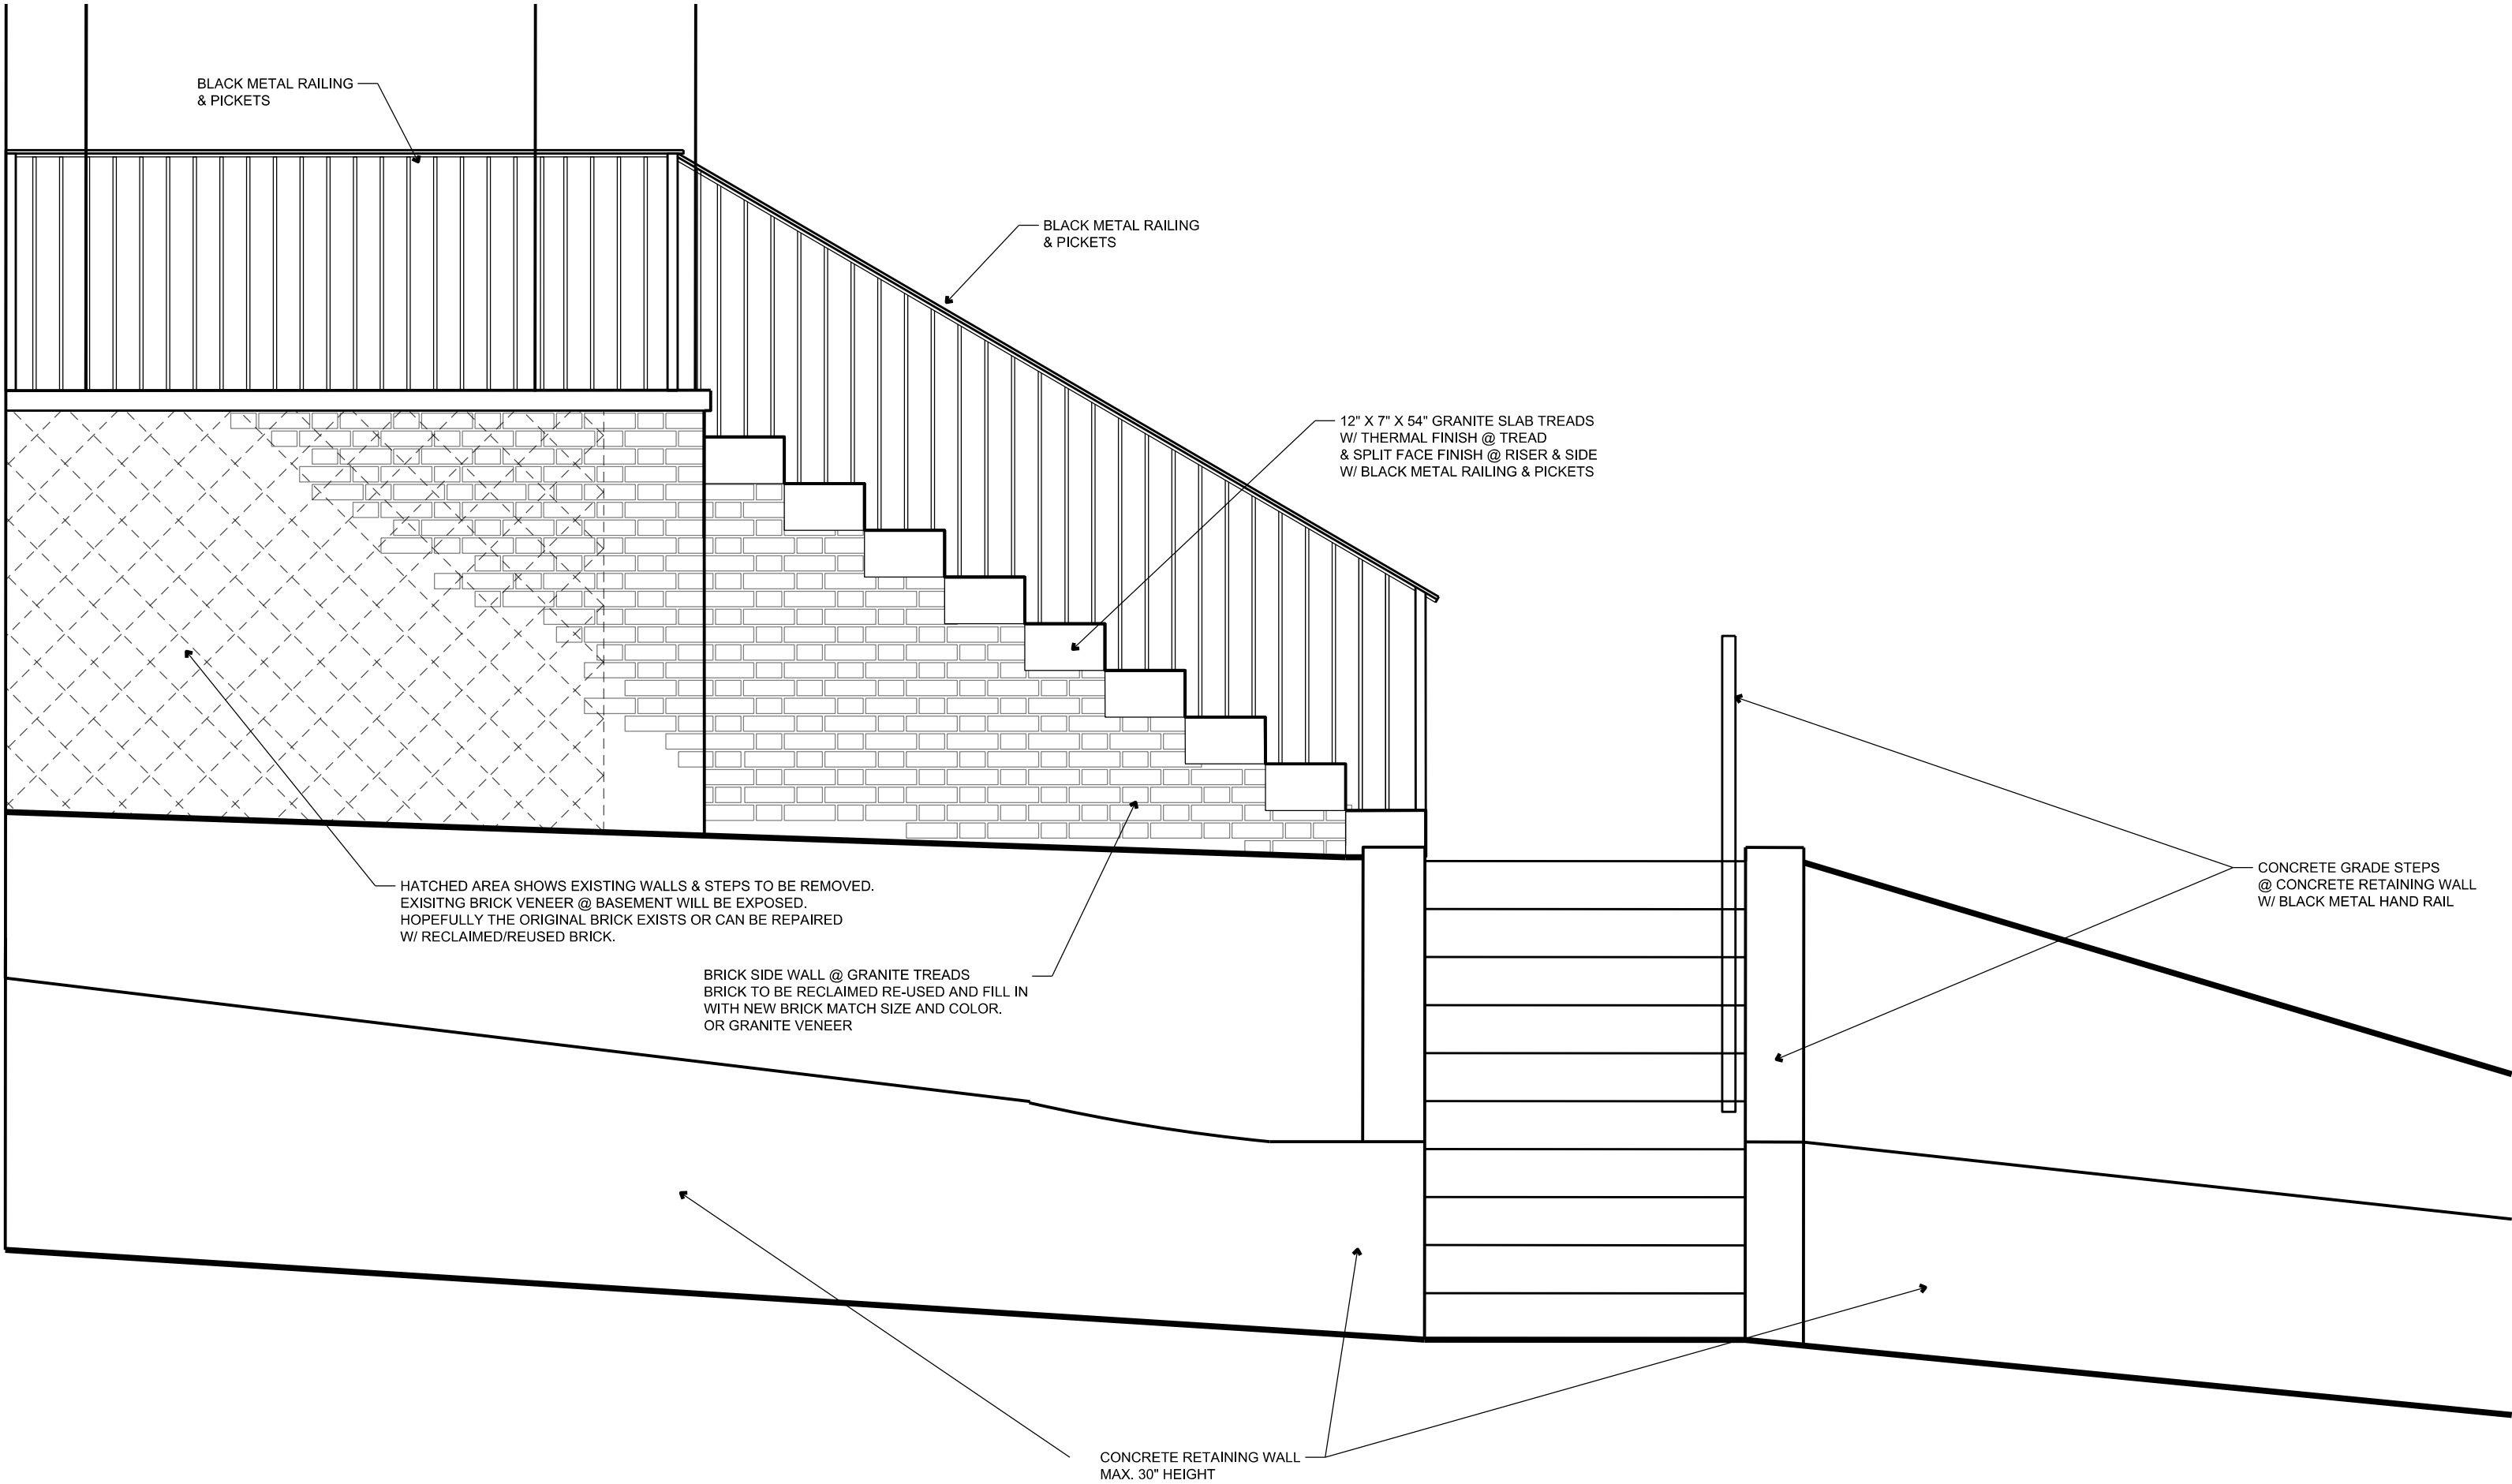 BLACK METAL RAILING
& PICKETS
BLACK METAL RAILING
& PICKETS
12" X 7" X 54" GRANITE SLAB TREADS
W/ THERMAL FINISH @ TREAD
& SPLIT FACE FINISH @ RISER & SIDE
W/ BLACK METAL RAILING & PICKETS
CONCRETE GRADE STEPS
@ CONCRETE RETAINING WALL
W/ BLACK METAL HAND RAIL
HATCHED AREA SHOWS EXISTING WALLS & STEPS TO BE REMOVED.
EXISITNG BRICK VENEER @ BASEMENT WILL BE EXPOSED.
HOPEFULLY THE ORIGINAL BRICK EXISTS OR CAN BE REPAIRED
W/ RECLAIMED/REUSED BRICK.
BRICK SIDE WALL @ GRANITE TREADS
BRICK TO BE RECLAIMED RE-USED AND FILL IN
WITH NEW BRICK MATCH SIZE AND COLOR.
OR GRANITE VENEER
CONCRETE RETAINING WALL
MAX. 30" HEIGHT